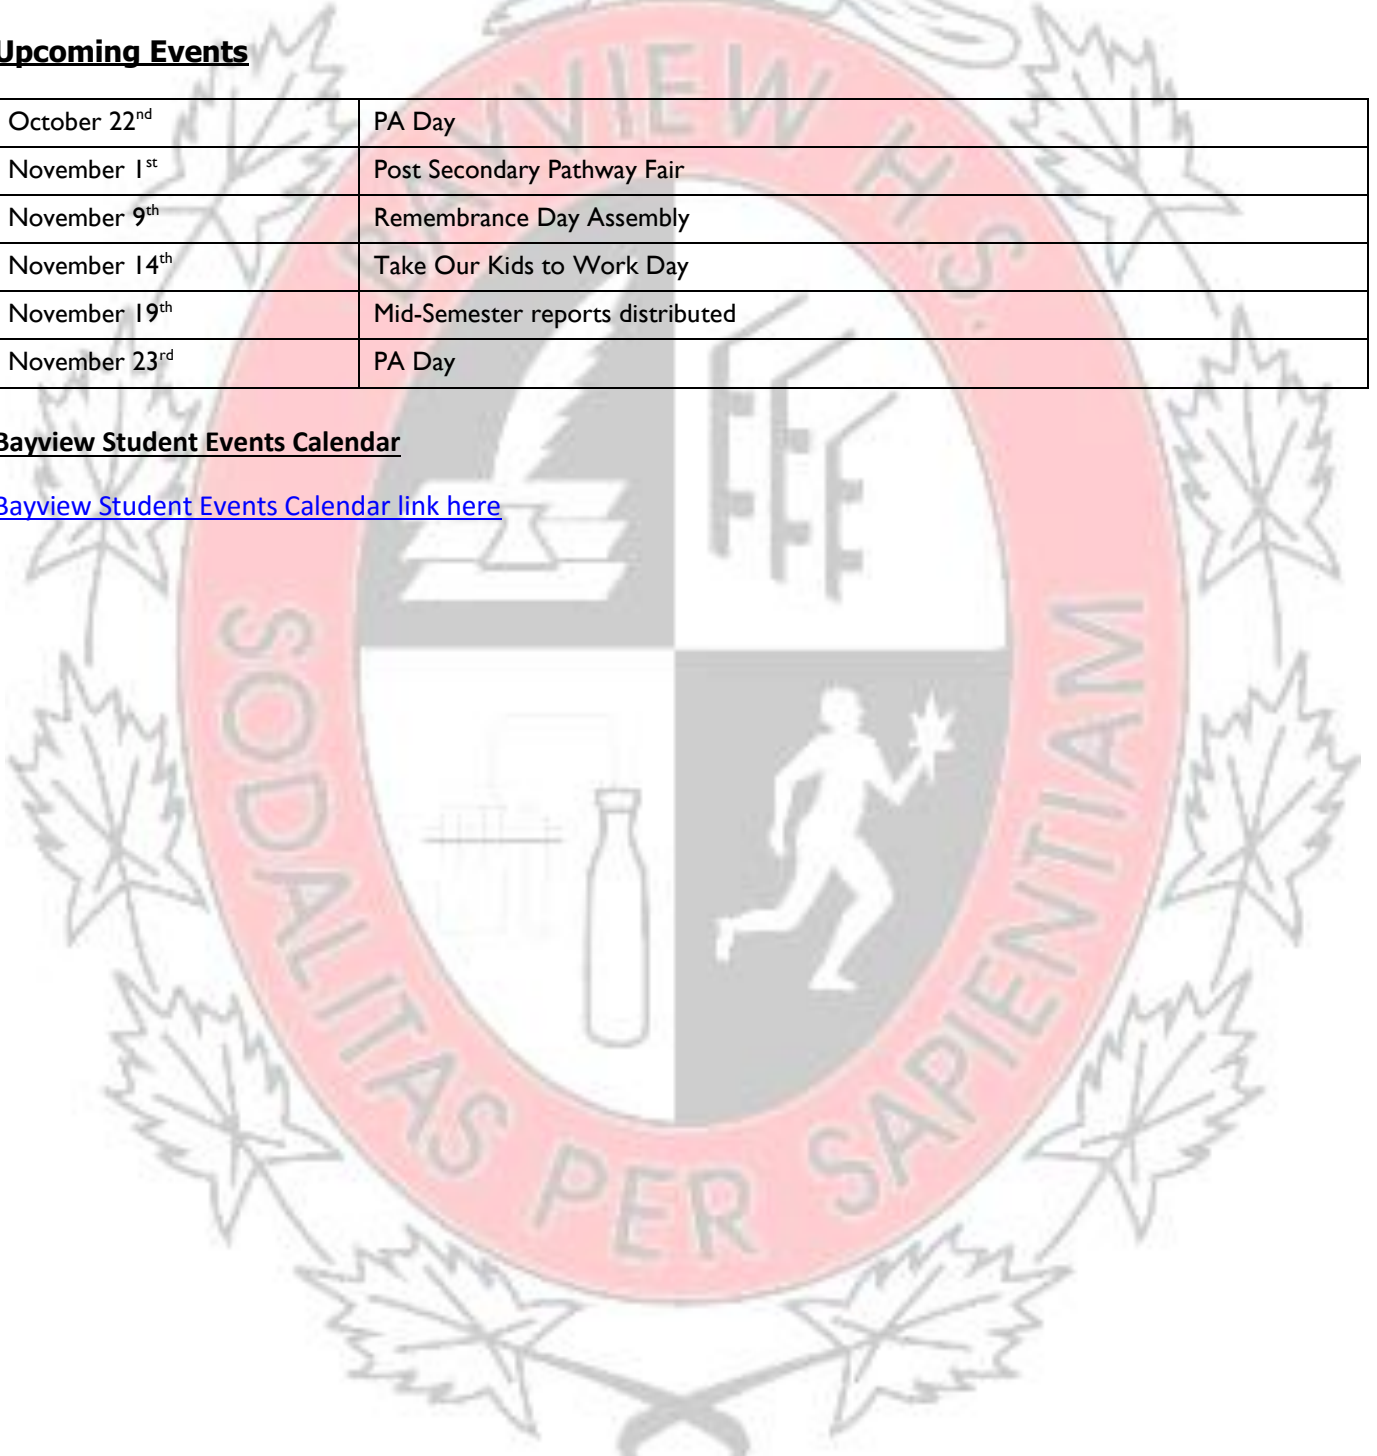 Upcoming Events
October 22nd PA Day
November 1st Post Secondary Pathway Fair
November 9th Remembrance Day Assembly
November 14th Take Our Kids to Work Day
November 19th Mid-Semester reports distributed
November 23rd PA Day
Bayview Student Events Calendar
Bayview Student Events Calendar link here
BAYVIEW H.S.
SODALITAS PER SAPIENTIAM